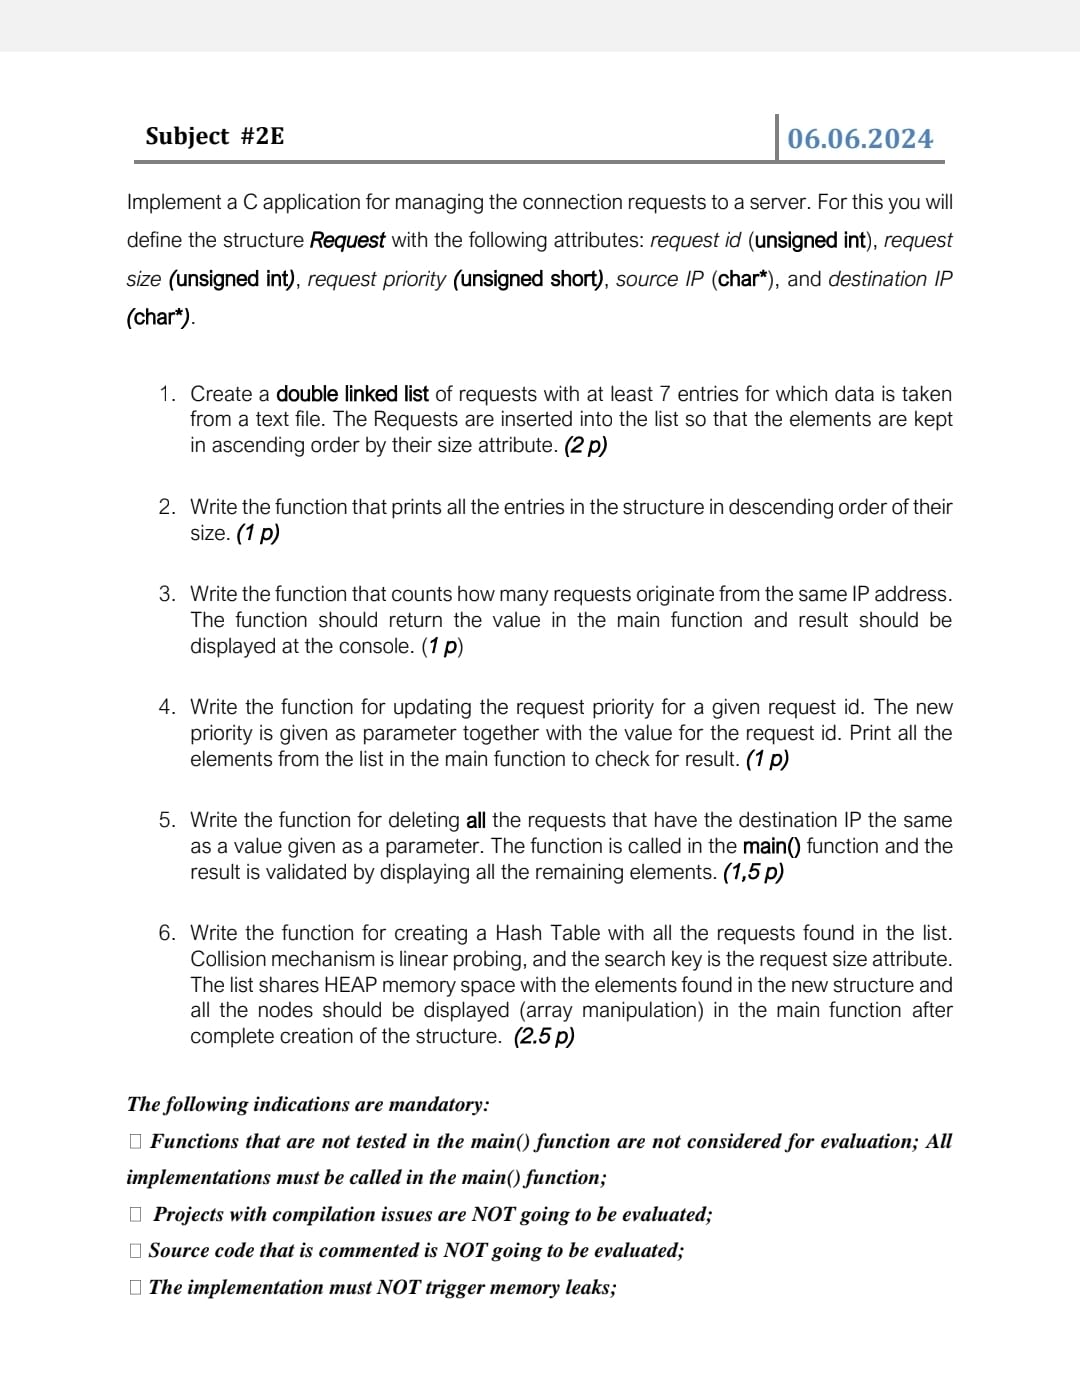 Subject #2E
06.06.2024
Implement a C application for managing the connection requests to a server. For this you will
define the structure Request with the following attributes: request id (unsigned int), request
size (unsigned int), request priority (unsigned short), source IP (char*), and destination IP
(char*).
1. Create a double linked list of requests with at least 7 entries for which data is taken
from a text file. The Requests are inserted into the list so that the elements are kept
in ascending order by their size attribute. (2 p)
2. Write the function that prints all the entries in the structure in descending order of their
size. (1 p)
3. Write the function that counts how many requests originate from the same IP address.
The function should return the value in the main function and result should be
displayed at the console. (1 p)
4. Write the function for updating the request priority for a given request id. The new
priority is given as parameter together with the value for the request id. Print all the
elements from the list in the main function to check for result. (1 p)
5. Write the function for deleting all the requests that have the destination IP the same
as a value given as a parameter. The function is called in the main() function and the
result is validated by displaying all the remaining elements. (1,5 p)
6. Write the function for creating a Hash Table with all the requests found in the list.
Collision mechanism is linear probing, and the search key is the request size attribute.
The list shares HEAP memory space with the elements found in the new structure and
all the nodes should be displayed (array manipulation) in the main function after
complete creation of the structure. (2.5 p)
The following indications are mandatory:
□ Functions that are not tested in the main() function are not considered for evaluation; All
implementations must be called in the main() function;
□ Projects with compilation issues are NOT going to be evaluated;
□ Source code that is commented is NOT going to be evaluated;
□ The implementation must NOT trigger memory leaks;